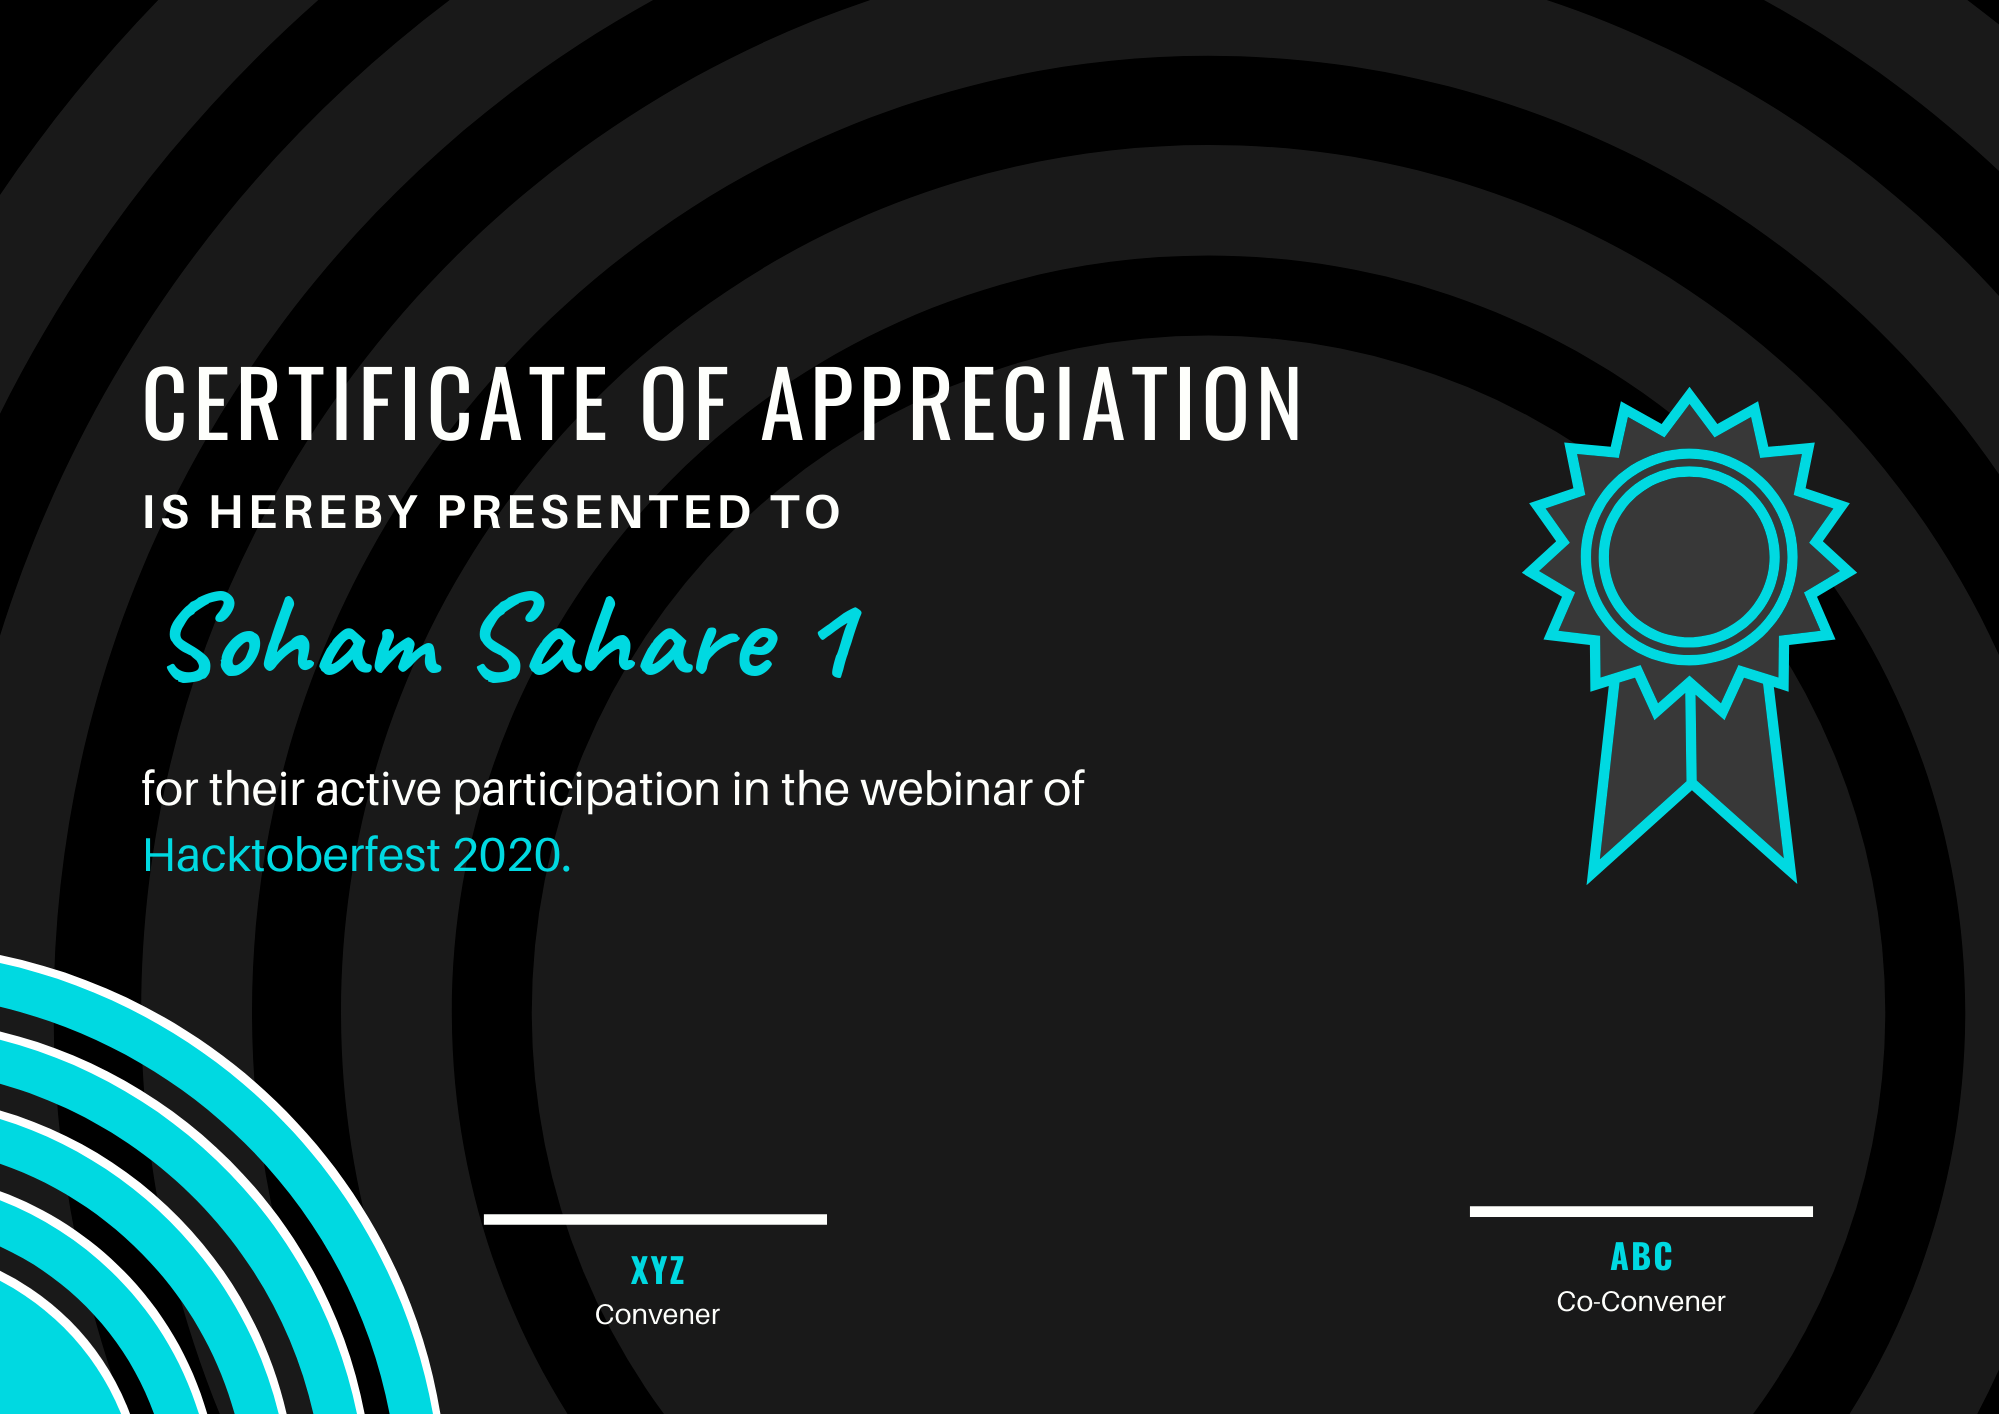 CERTIFICATE OF APPRECIATION
IS HEREBY PRESENTED TO
Soham Sahare 1
for their active participation in the webinar of
Hacktoberfest 2020.
XYZ
Convener
ABC
Co-Convener